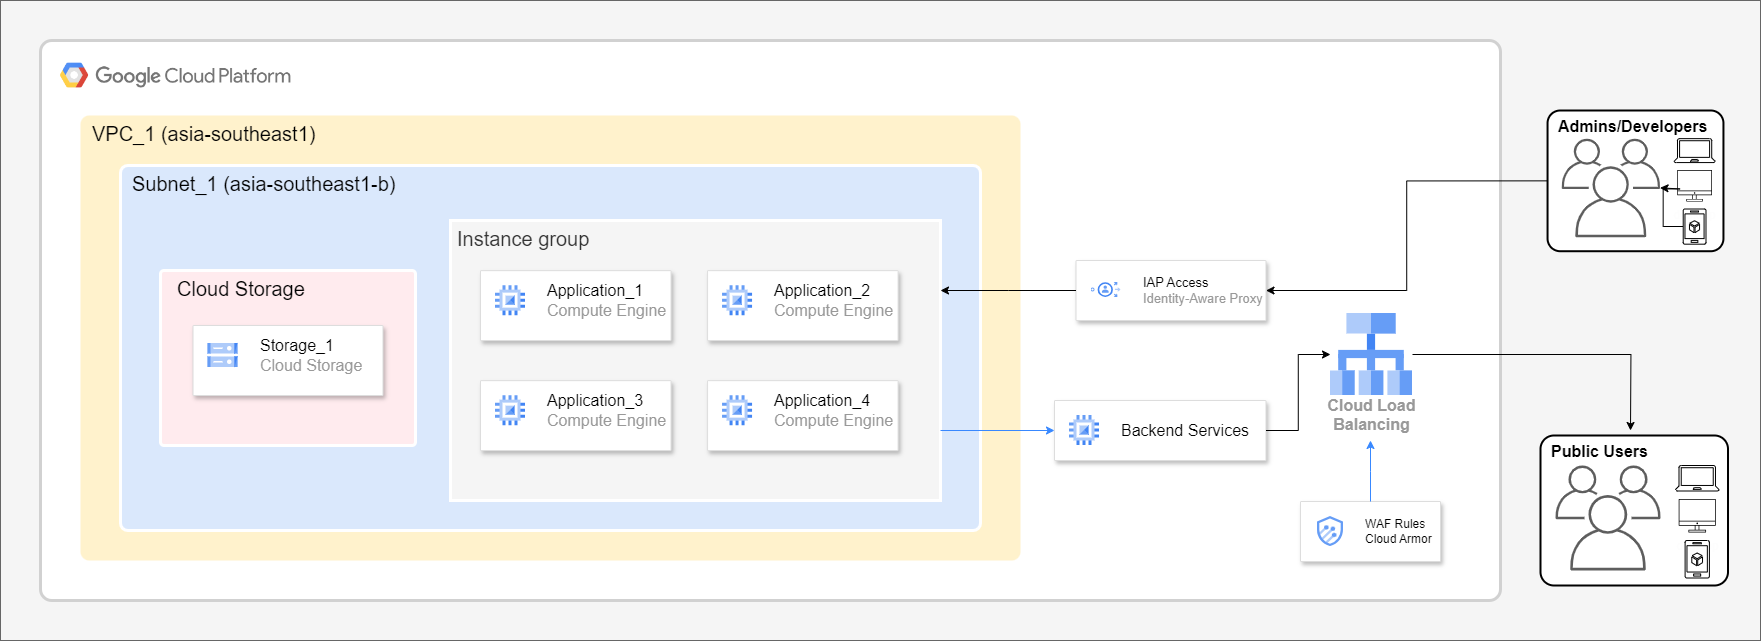 Google Cloud Platform
VPC_1 (asia-southeast1)
Subnet_1 (asia-southeast1-b)
Cloud Storage
Storage_1
Cloud Storage
Instance group
Application_1
Compute Engine
Application_2
Compute Engine
Application_3
Compute Engine
Application_4
Compute Engine
IAP Access
Identity-Aware Proxy
Backend Services
Cloud Load
Balancing
WAF Rules
Cloud Armor
Admins/Developers
Public Users